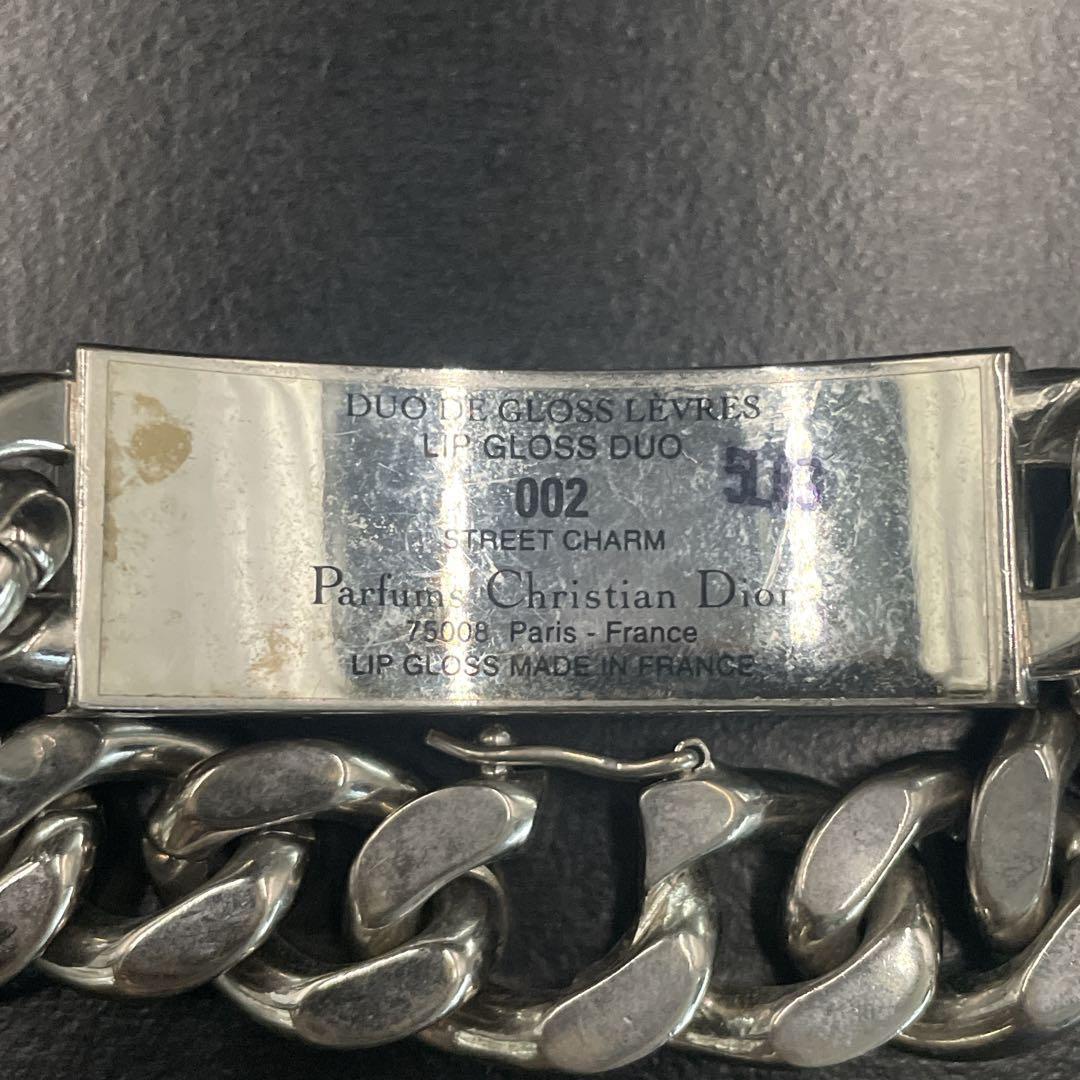 DUO DE GLOSS LÈVRES
LIP GLOSS DUO
002
STREET CHARM
Parfums Christian Dior
75008 Paris - France
LIP GLOSS MADE IN FRANCE